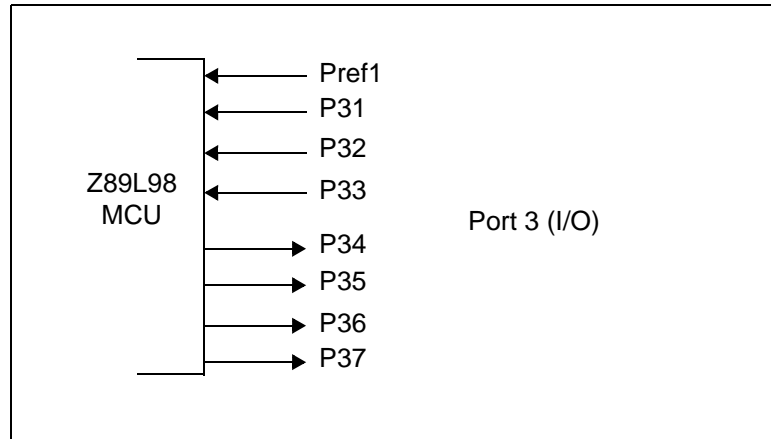 Pref1
P31
P32
P33
Z89L98
MCU
P34
P35
P36
P37
Port 3 (I/O)